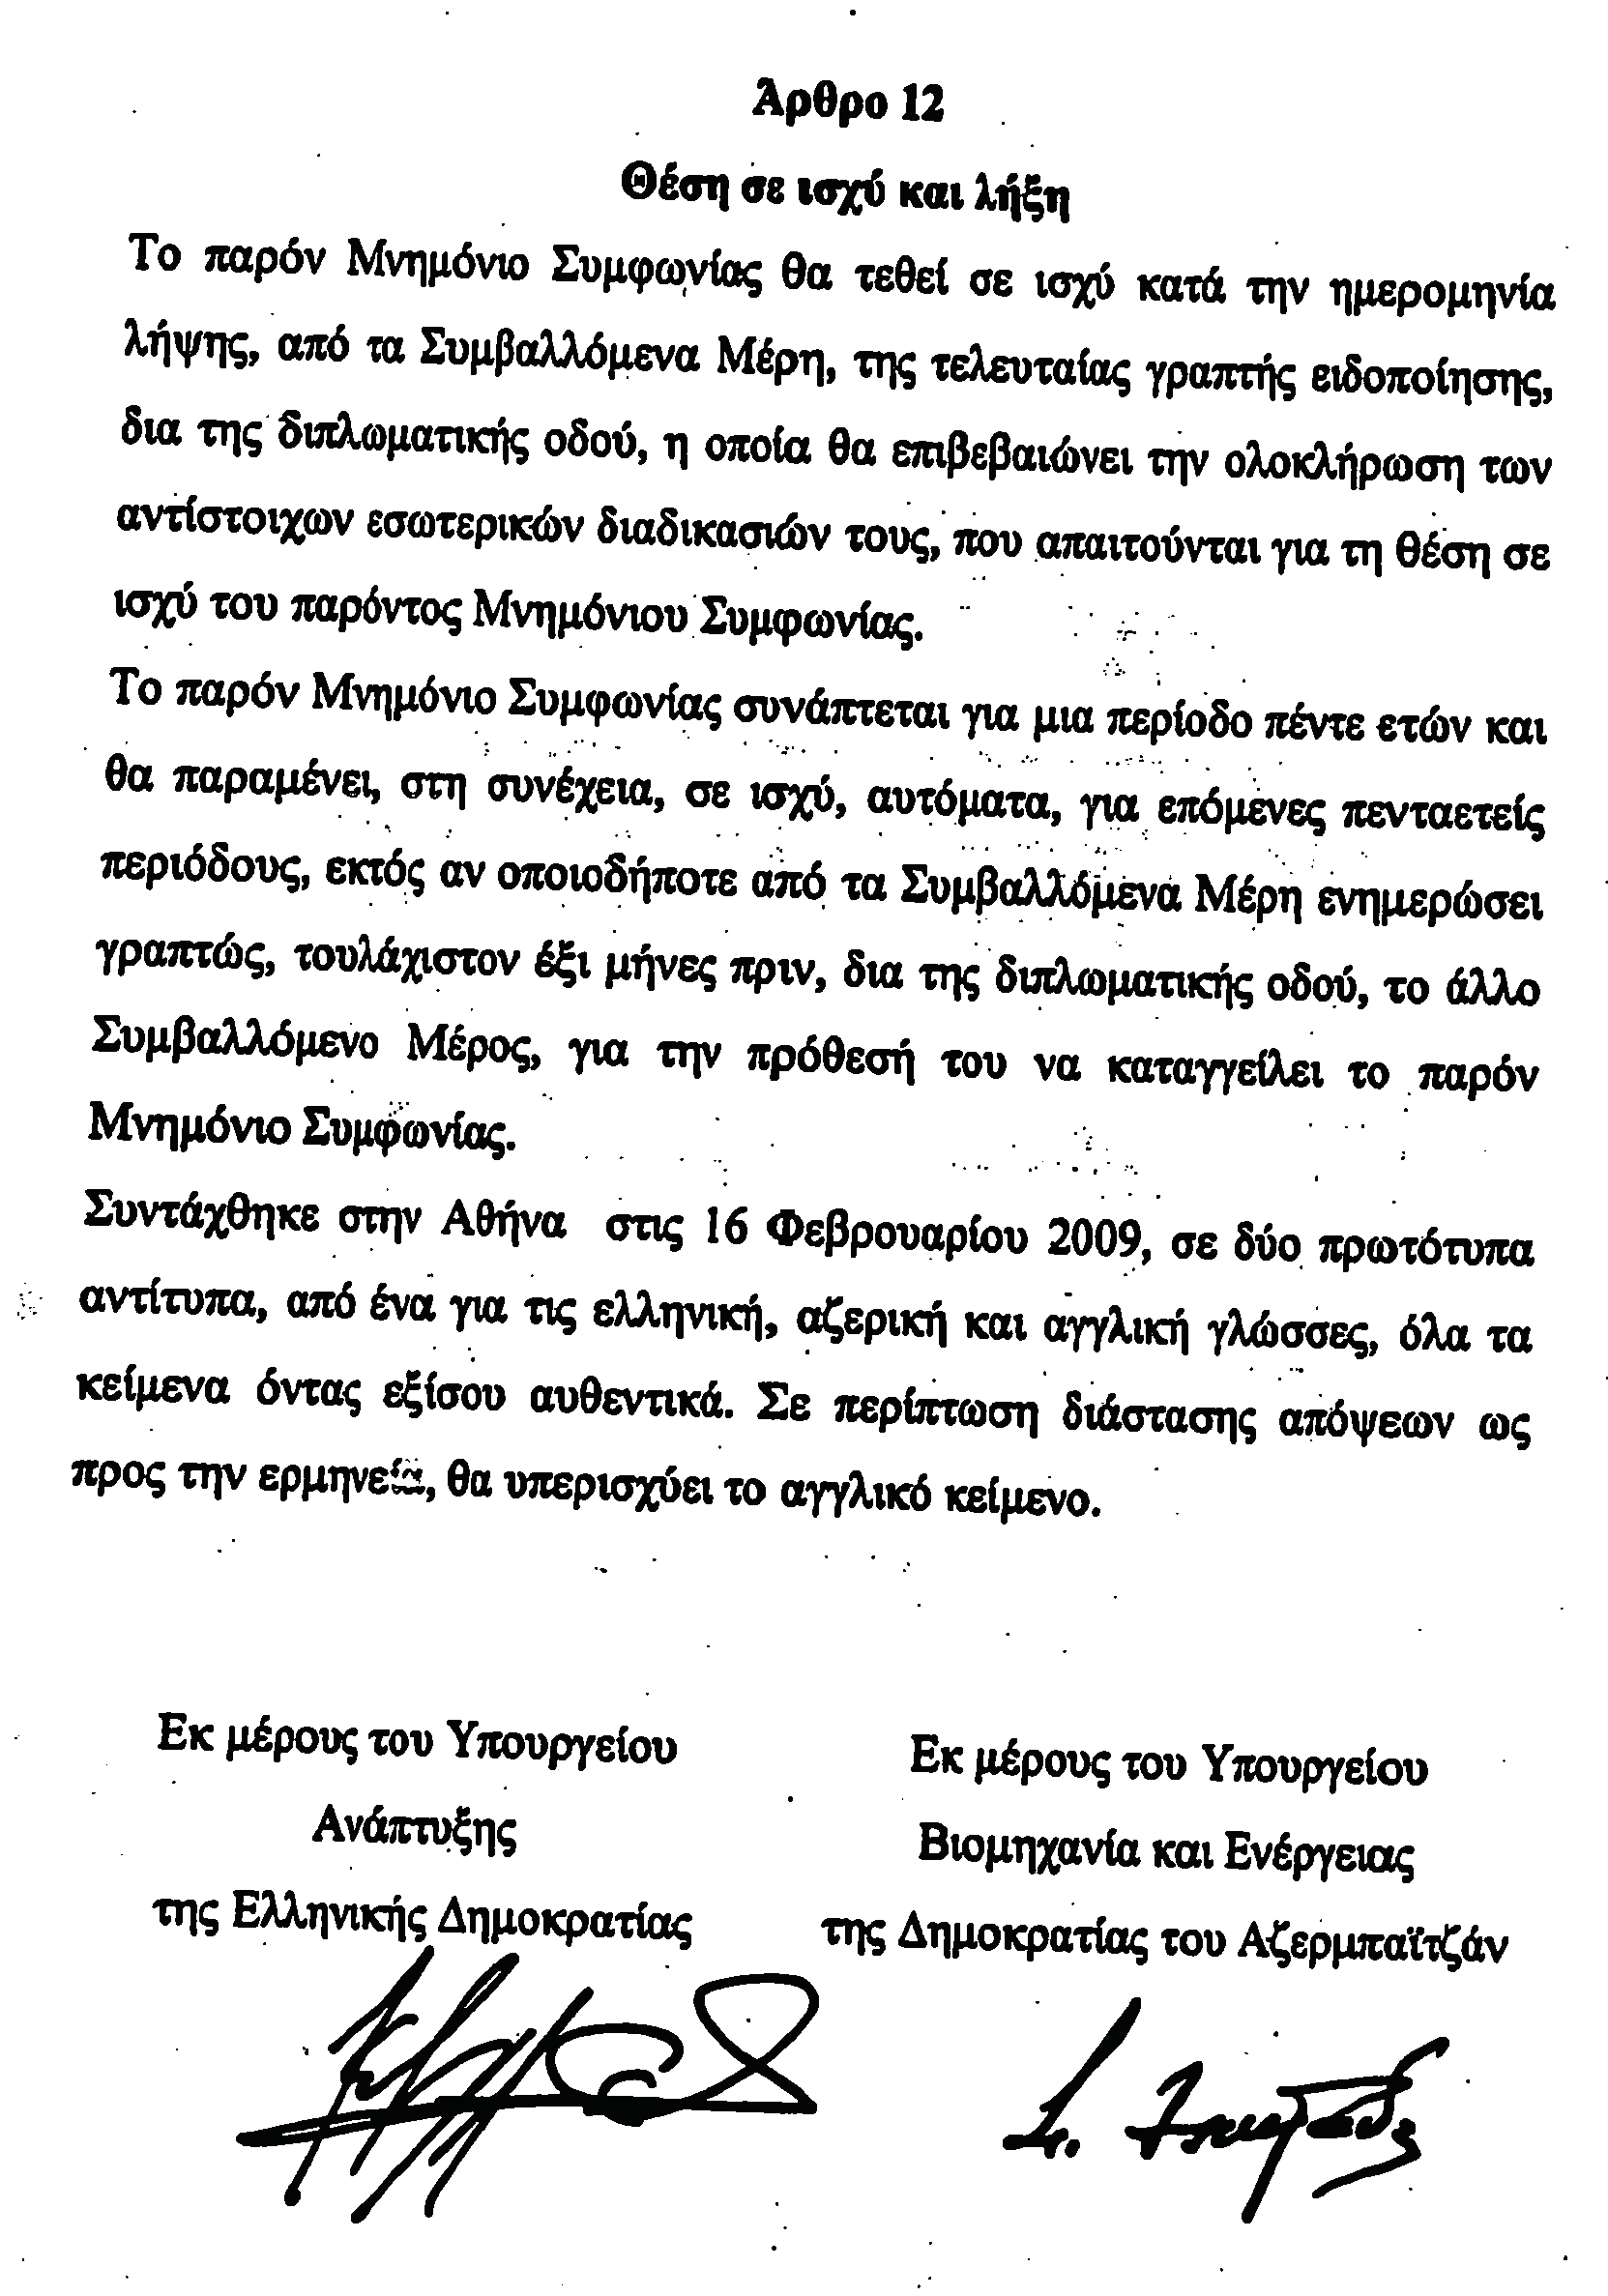 Άρθρο 12
Θέση σε ισχύ και λήξη
Το παρόν Μνημόνιο Συμφωνίας θα τεθεί σε ισχύ κατά την ημερομηνία
λήψης, από τα Συμβαλλόμενα Μέρη, της τελευταίας γραπτής ειδοποίησης,
δια της διπλωματικής οδού, η οποία θα επιβεβαιώνει την ολοκλήρωση των
αντίστοιχων εσωτερικών διαδικασιών τους, που απαιτούνται για τη θέση σε
ισχύ του παρόντος Μνημόνιου Συμφωνίας.
Το παρόν Μνημόνιο Συμφωνίας συνάπτεται για μια περίοδο πέντε ετών και
θα παραμένει, στη συνέχεια, σε ισχύ, αυτόματα, για επόμενες πενταετείς
περιόδους, εκτός αν οποιοδήποτε από τα Συμβαλλόμενα Μέρη ενημερώσει
γραπτώς, τουλάχιστον έξι μήνες πριν, δια της διπλωματικής οδού, το άλλο
Συμβαλλόμενο Μέρος, για την πρόθεσή του να καταγγείλει το παρόν
Μνημόνιο Συμφωνίας.
Συντάχθηκε στην Αθήνα στις 16 Φεβρουαρίου 2009, σε δύο πρωτότυπα
αντίτυπα, από ένα για τις ελληνική, αζερική και αγγλική γλώσσες, όλα τα
κείμενα όντας εξίσου αυθεντικά. Σε περίπτωση διάστασης απόψεων ως
προς την ερμηνεία, θα υπερισχύει το αγγλικό κείμενο.
Εκ μέρους του Υπουργείου
Ανάπτυξης
της Ελληνικής Δημοκρατίας
Εκ μέρους του Υπουργείου
Βιομηχανία και Ενέργειας
της Δημοκρατίας του Αζερμπαϊτζάν